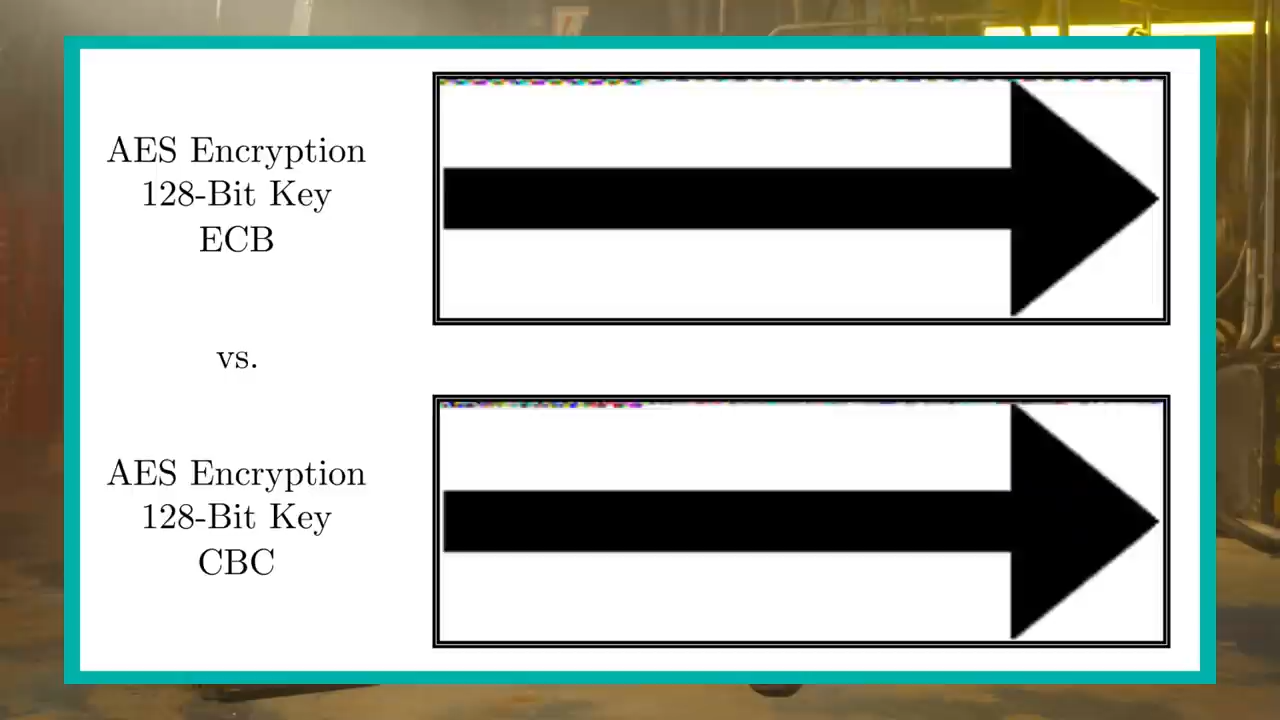 AES Encryption
128-Bit Key
ECB
vs.
AES Encryption
128-Bit Key
CBC